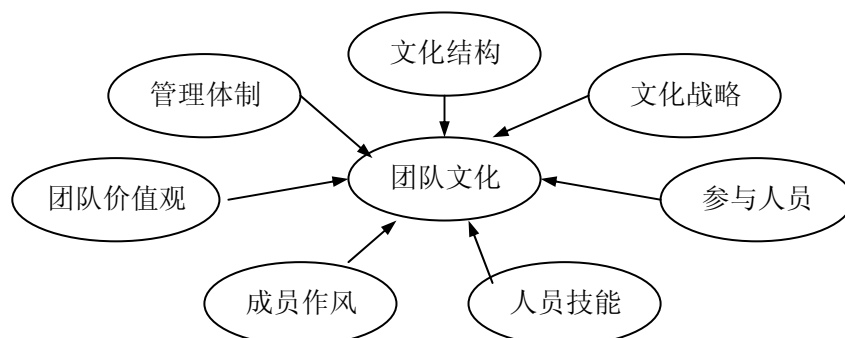 文化结构
管理体制
文化战略
团队文化
团队价值观
参与人员
成员作风
人员技能